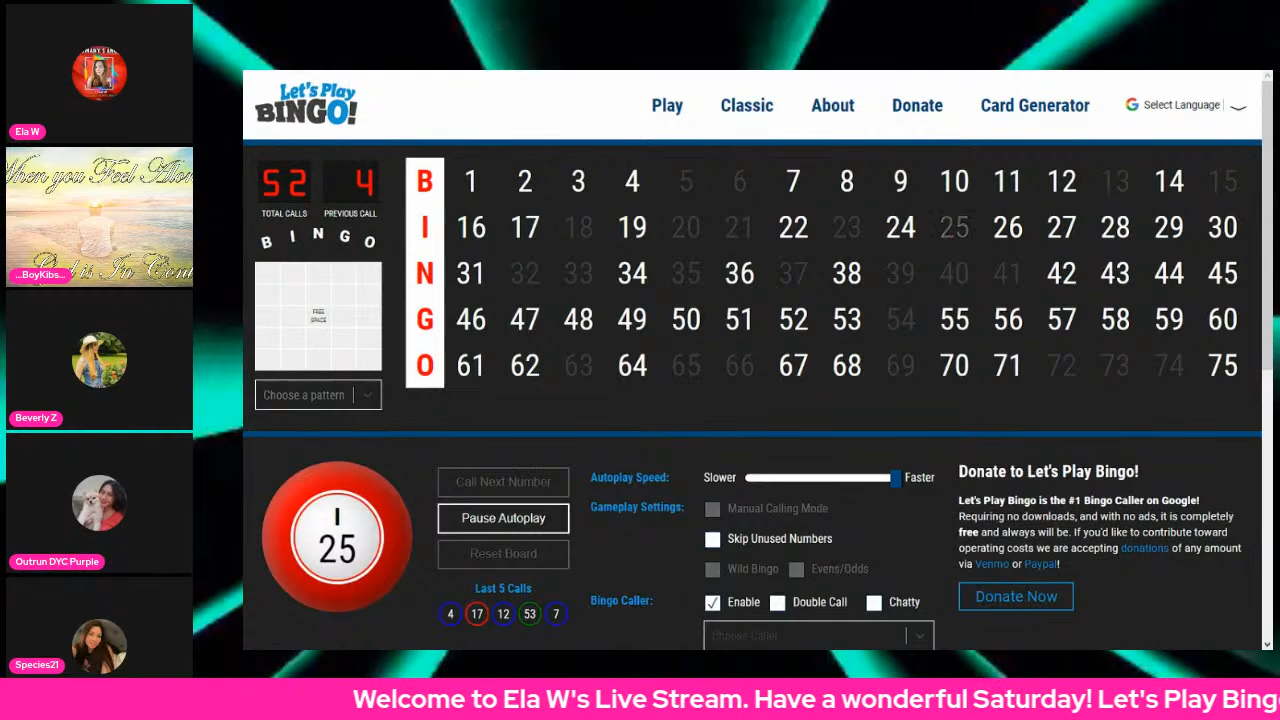 Ela W
When you Feel Alon
God is In Cont
...BoyKibs...
Beverly Z
Outrun DYC Purple
Species21
Let's Play
BINGO!
Play Classic About Donate Card Generator Select Language
52 4
TOTAL CALLS PREVIOUS CALL
B I N G O
FREE
SPACE
Choose a pattern
B 1 2 3 4 5 6 7 8 9 10 11 12 13 14 15
I 16 17 18 19 20 21 22 23 24 25 26 27 28 29 30
N 31 32 33 34 35 36 37 38 39 40 41 42 43 44 45
G 46 47 48 49 50 51 52 53 54 55 56 57 58 59 60
O 61 62 63 64 65 66 67 68 69 70 71 72 73 74 75
I
25
Call Next Number
Pause Autoplay
Reset Board
Last 5 Calls
4 17 12 53 7
Autoplay Speed: Slower Faster
Gameplay Settings: Manual Calling Mode
Skip Unused Numbers
Wild Bingo Evens/Odds
Bingo Caller: Enable Double Call Chatty
Choose Caller
Donate to Let's Play Bingo!
Let's Play Bingo is the #1 Bingo Caller on Google!
Requiring no downloads, and with no ads, it is completely
free and always will be. If you'd like to contribute toward
operating costs we are accepting donations of any amount
via Venmo or Paypal!
Donate Now
Welcome to Ela W's Live Stream. Have a wonderful Saturday! Let's Play Bing